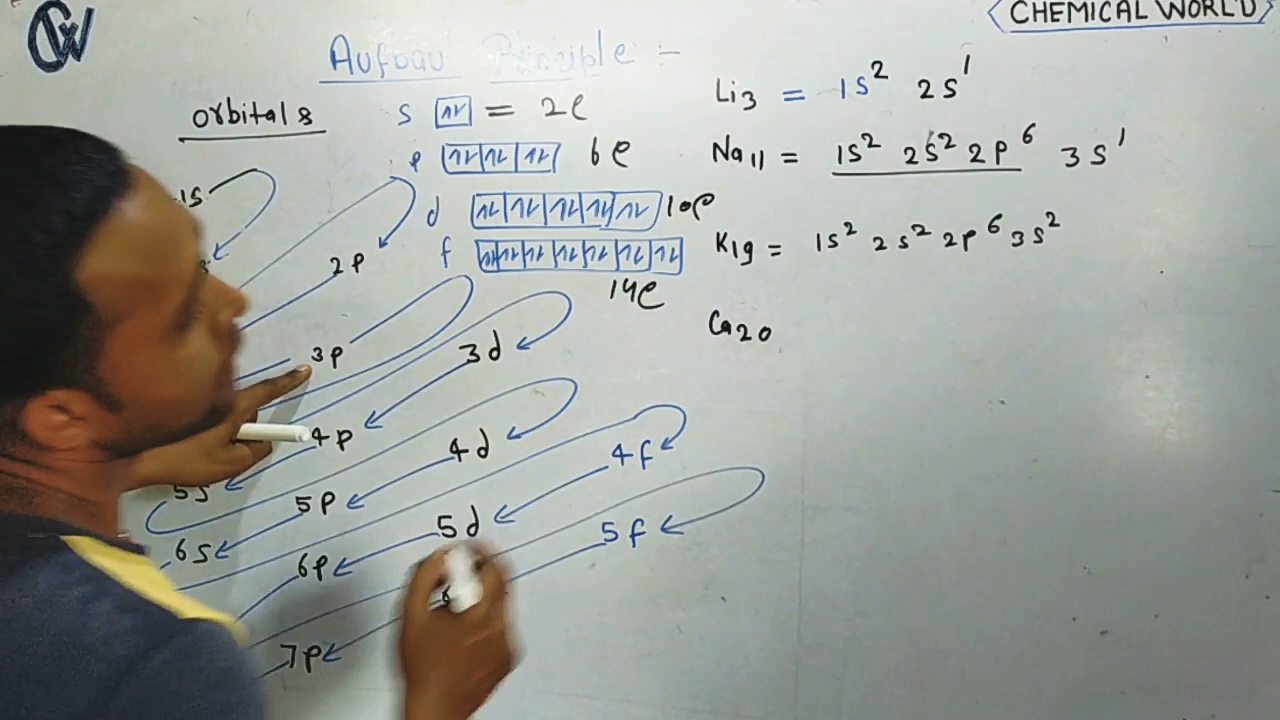 CW
CHEMICAL WORLD
Aufbau Principle :-
orbitals
s = 2e
p 6e
d 10e
f
14e
Li3 = 1s² 2s¹
Na11 = 1s² 2s² 2p⁶ 3s¹
K19 = 1s² 2s² 2p⁶ 3s²
Ca20
1s
2p
3p 3d
4p 4d 4f
5s 5p 5d 5f
6s 6p
7p